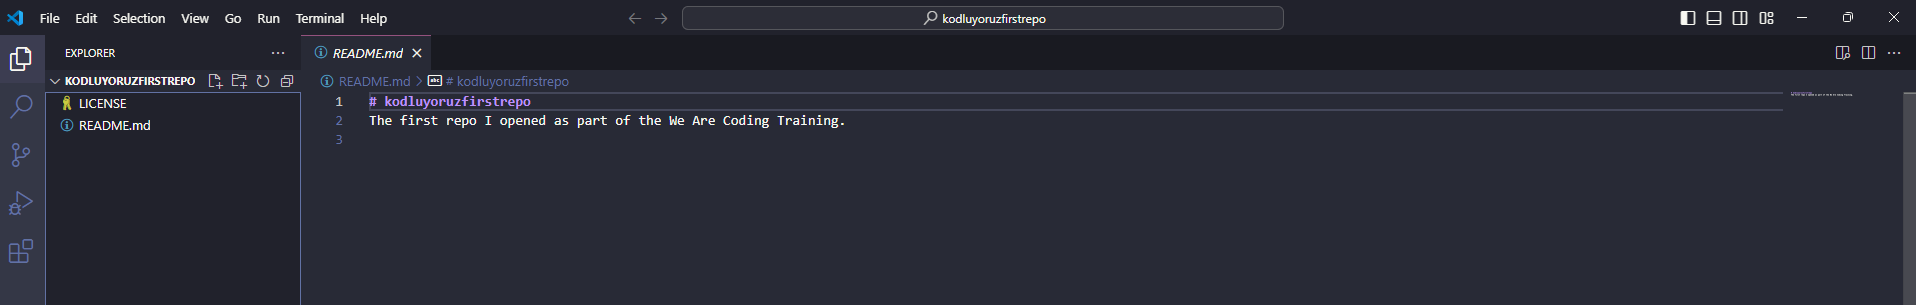 File Edit Selection View Go Run Terminal Help
kodluyoruzfirstrepo
EXPLORER
KODLUYORUZFIRSTREPO
LICENSE
README.md
README.md
README.md > # kodluyoruzfirstrepo
1 # kodluyoruzfirstrepo
2 The first repo I opened as part of the We Are Coding Training.
3